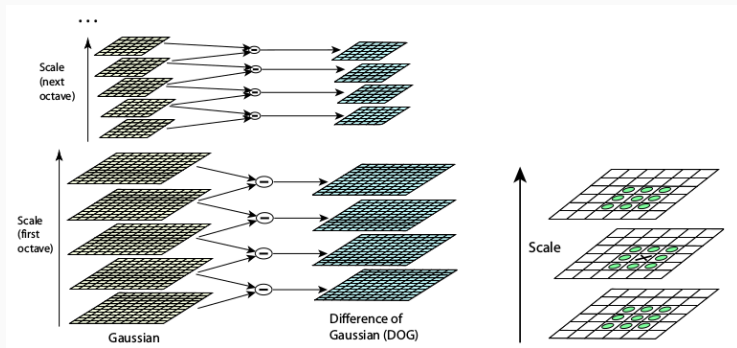 ...
Scale
(next
octave)
Scale
(first
octave)
Gaussian
Difference of
Gaussian (DOG)
Scale